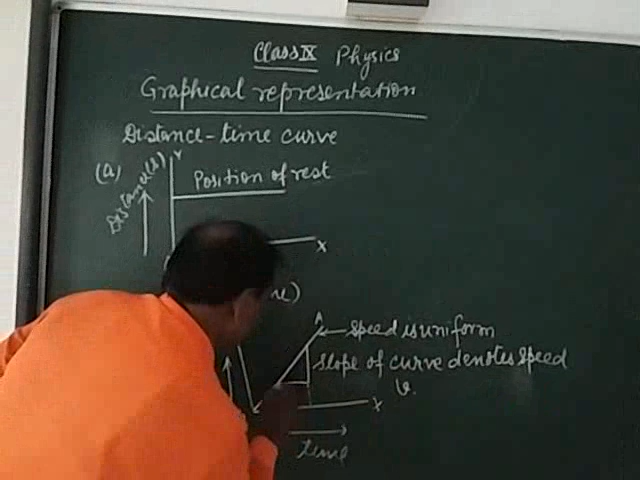 Class IX Physics
Graphical representation
Distance-time curve
(a)
Y
Distance(s)
Position of rest
X
A
Speed is uniform
Slope of curve denotes speed
v.
X
time